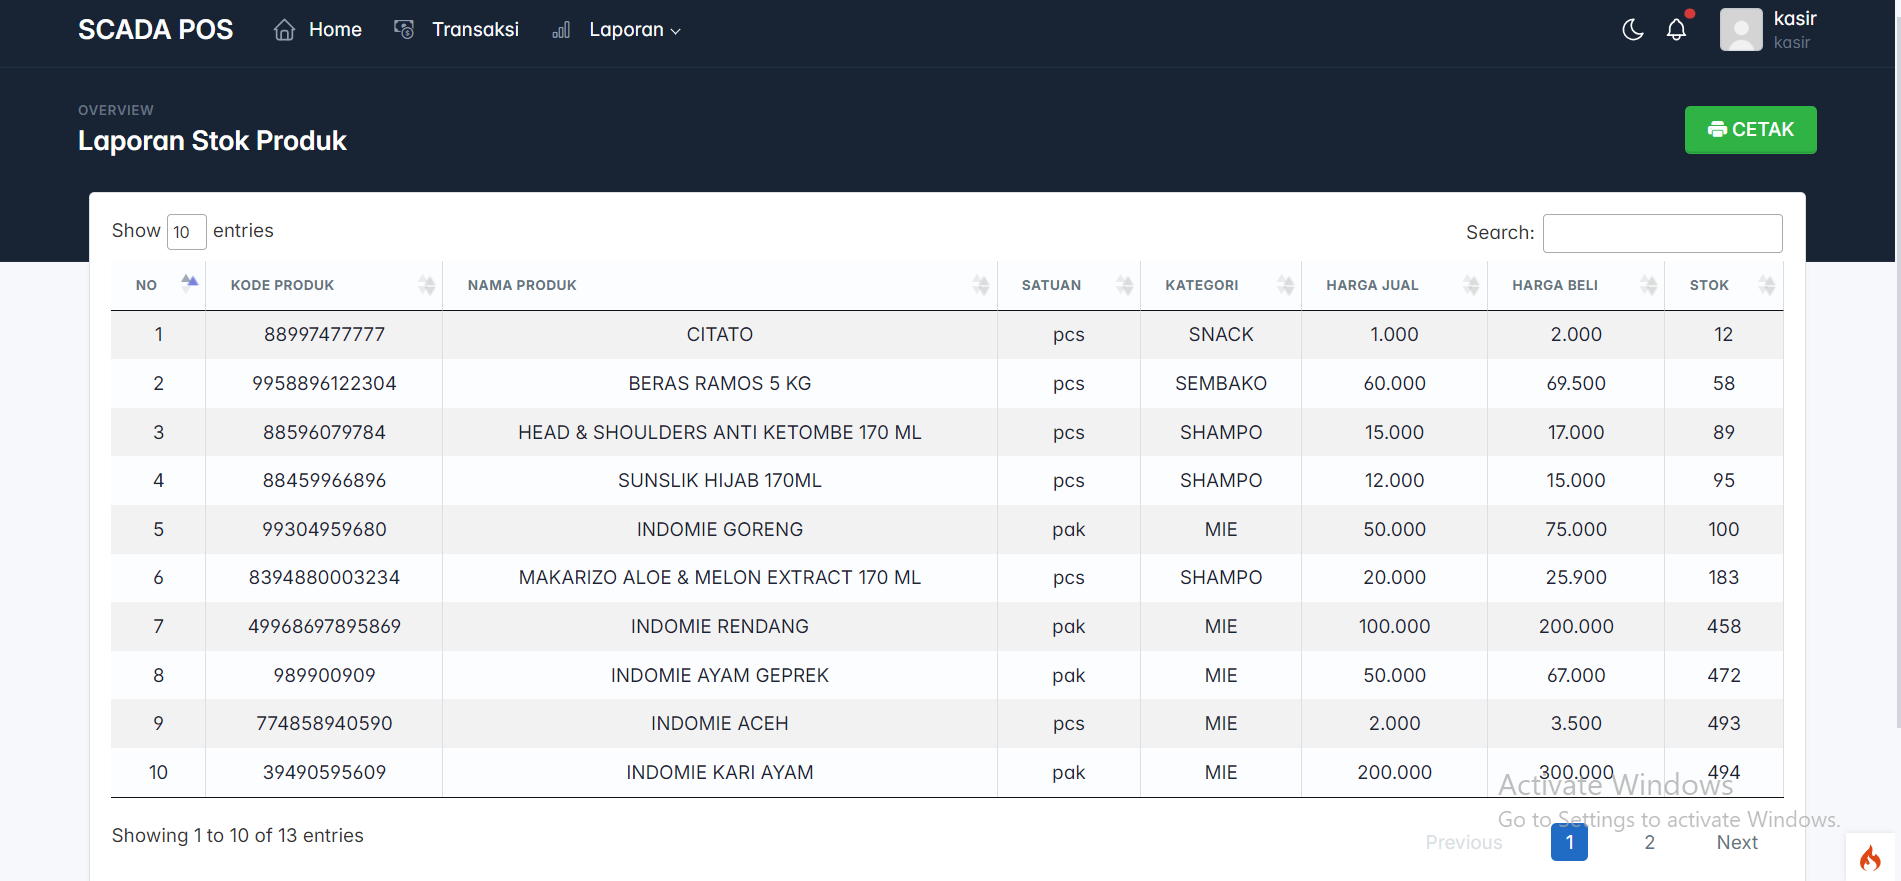 SCADA POS Home Transaksi Laporan kasir
kasir
OVERVIEW
Laporan Stok Produk
CETAK
Show 10 entries Search:
NO KODE PRODUK NAMA PRODUK SATUAN KATEGORI HARGA JUAL HARGA BELI STOK
1 88997477777 CITATO pcs SNACK 1.000 2.000 12
2 9958896122304 BERAS RAMOS 5 KG pcs SEMBAKO 60.000 69.500 58
3 88596079784 HEAD & SHOULDERS ANTI KETOMBE 170 ML pcs SHAMPO 15.000 17.000 89
4 88459966896 SUNSLIK HIJAB 170ML pcs SHAMPO 12.000 15.000 95
5 99304959680 INDOMIE GORENG pak MIE 50.000 75.000 100
6 8394880003234 MAKARIZO ALOE & MELON EXTRACT 170 ML pcs SHAMPO 20.000 25.900 183
7 49968697895869 INDOMIE RENDANG pak MIE 100.000 200.000 458
8 989900909 INDOMIE AYAM GEPREK pak MIE 50.000 67.000 472
9 774858940590 INDOMIE ACEH pcs MIE 2.000 3.500 493
10 39490595609 INDOMIE KARI AYAM pak MIE 200.000 300.000 494
Activate Windows
Go to Settings to activate Windows.
Showing 1 to 10 of 13 entries
Previous 1 2 Next